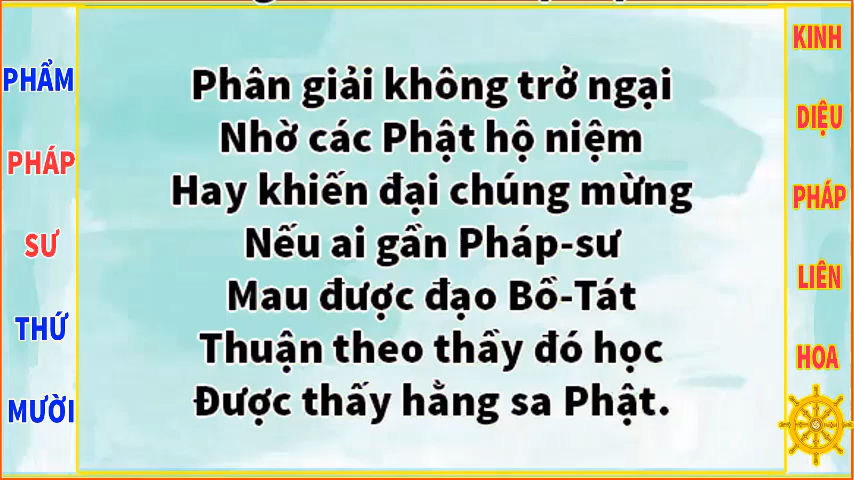 PHẨM
PHÁP
SƯ
THỨ
MƯỜI
Phân giải không trở ngại
Nhờ các Phật hộ niệm
Hay khiến đại chúng mừng
Nếu ai gần Pháp-sư
Mau được đạo Bồ-Tát
Thuận theo thầy đó học
Được thấy hằng sa Phật.
KINH
DIỆU
PHÁP
LIÊN
HOA